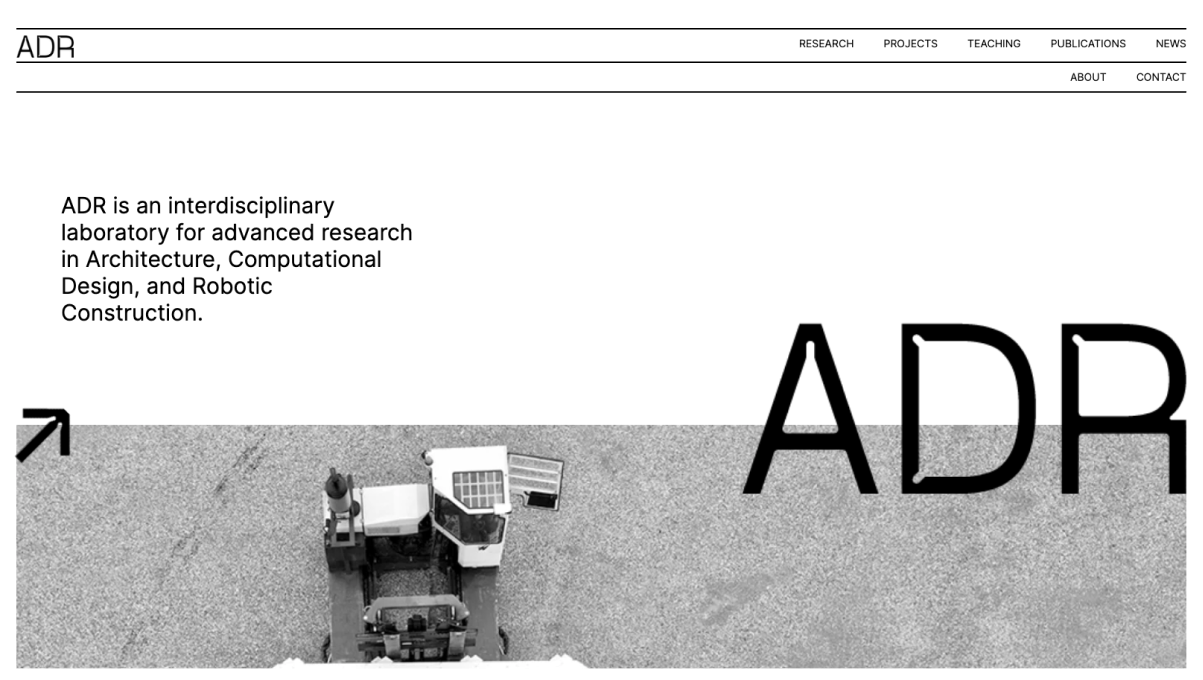 ADR
RESEARCH PROJECTS TEACHING PUBLICATIONS NEWS
ABOUT CONTACT
ADR is an interdisciplinary
laboratory for advanced research
in Architecture, Computational
Design, and Robotic
Construction.
ADR